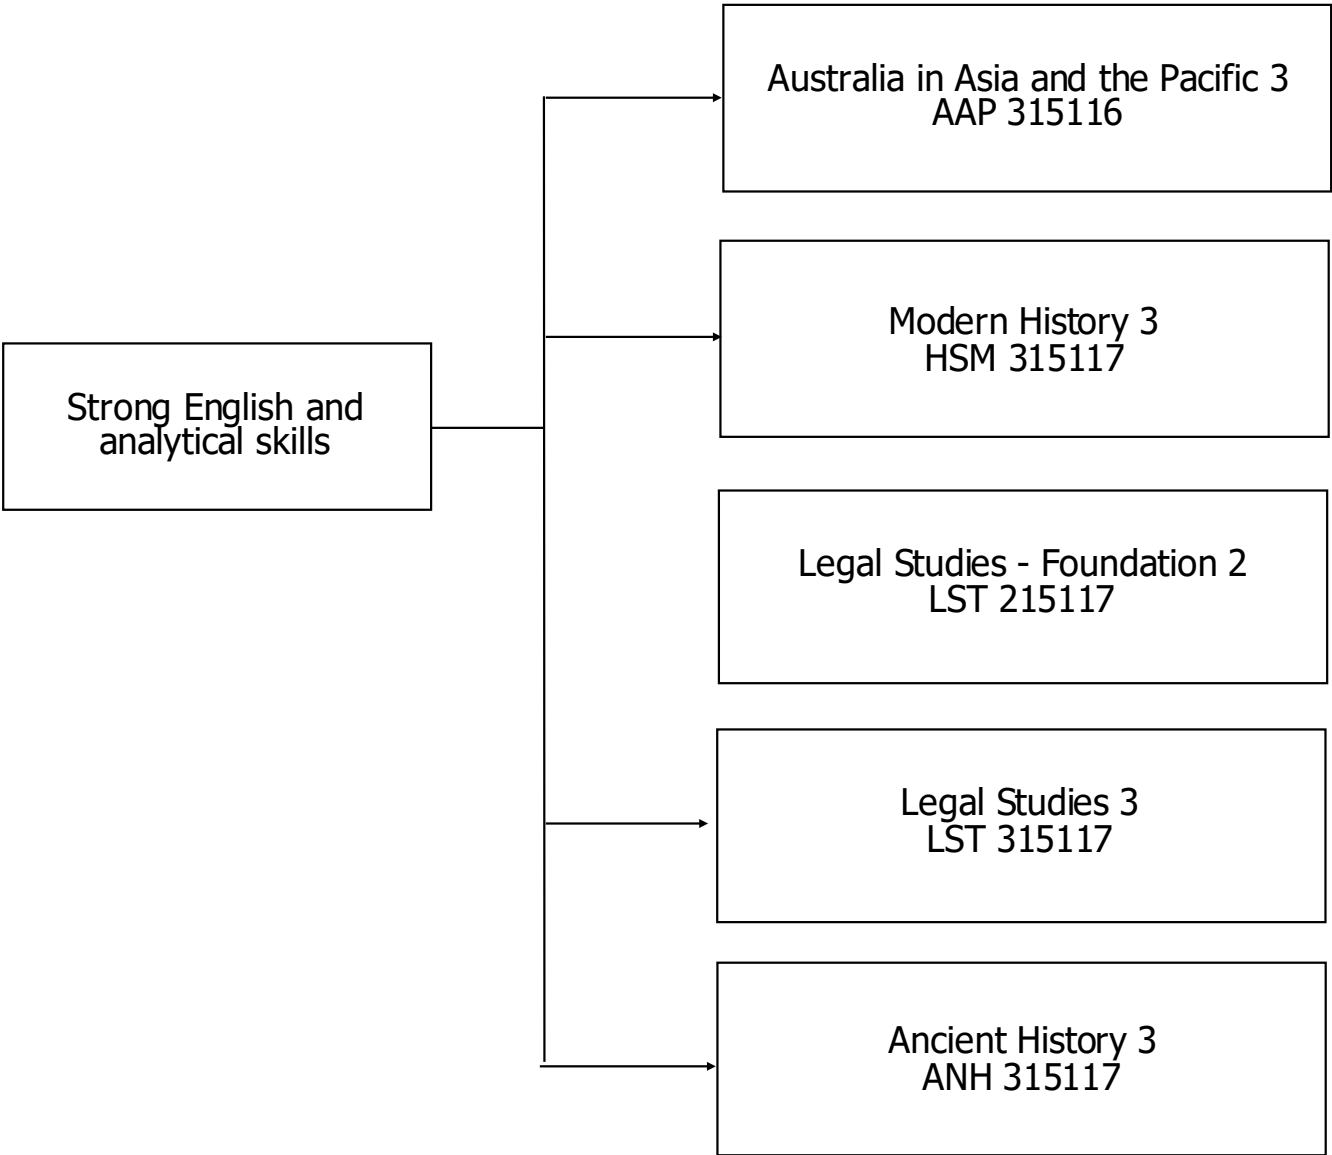 Australia in Asia and the Pacific 3
AAP 315116
Modern History 3
HSM 315117
Strong English and
analytical skills
Legal Studies - Foundation 2
LST 215117
Legal Studies 3
LST 315117
Ancient History 3
ANH 315117